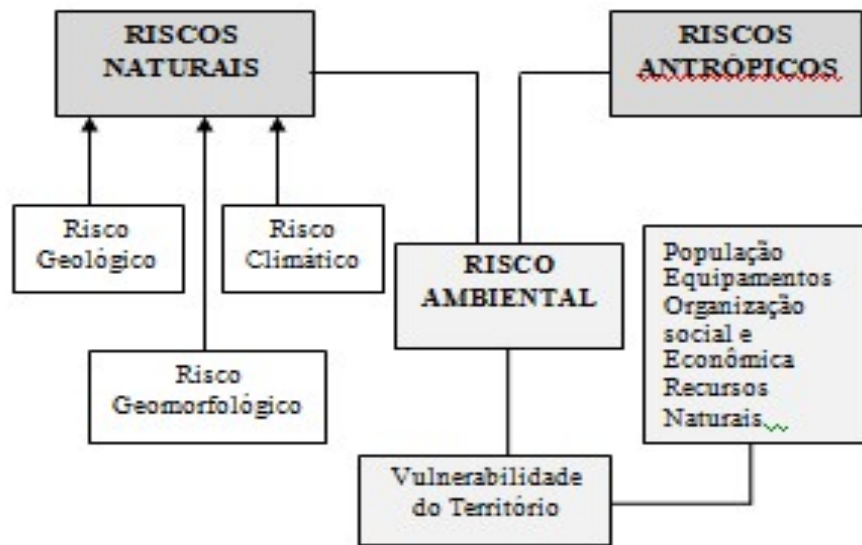 RISCOS
NATURAIS
RISCOS
ANTRÓPICOS
Risco
Geológico
Risco
Climático
RISCO
AMBIENTAL
População
Equipamentos
Organização
social e
Econômica
Recursos
Naturais
Risco
Geomorfológico
Vulnerabilidade
do Território